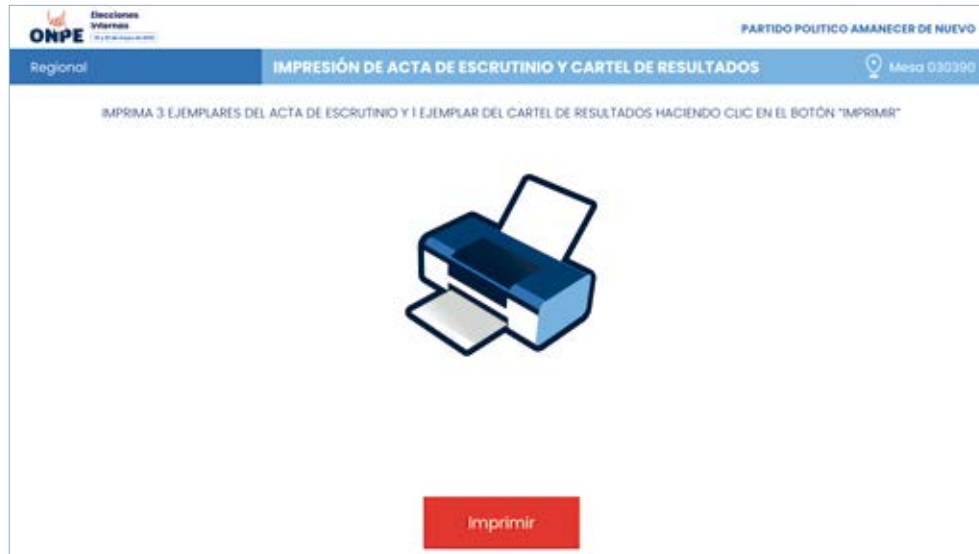 ONPE
Elecciones
Internas
PARTIDO POLITICO AMANECER DE NUEVO
Regional
IMPRESIÓN DE ACTA DE ESCRUTINIO Y CARTEL DE RESULTADOS
Mesa 030390
IMPRIMA 3 EJEMPLARES DEL ACTA DE ESCRUTINIO Y 1 EJEMPLAR DEL CARTEL DE RESULTADOS HACIENDO CLIC EN EL BOTÓN "IMPRIMIR"
Imprimir